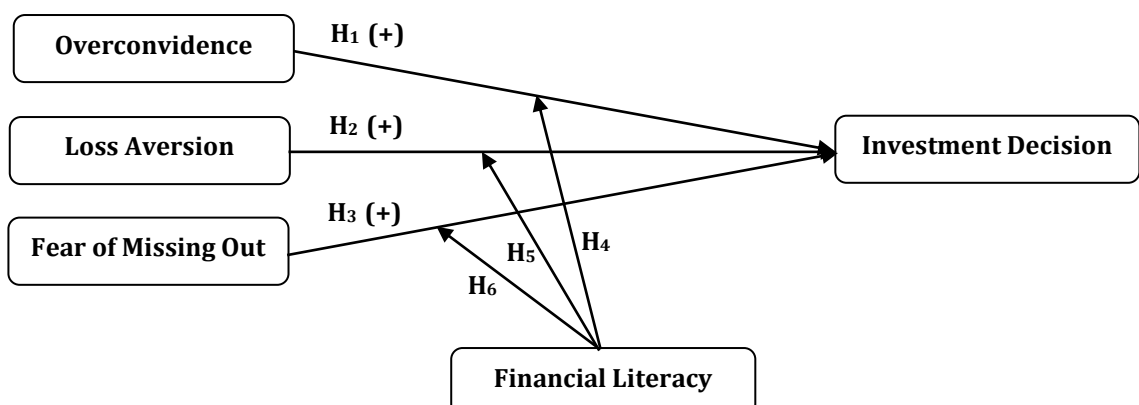 Overconvidence
H₁ (+)
Loss Aversion
H₂ (+)
Investment Decision
Fear of Missing Out
H₃ (+)
H₄
H₅
H₆
Financial Literacy